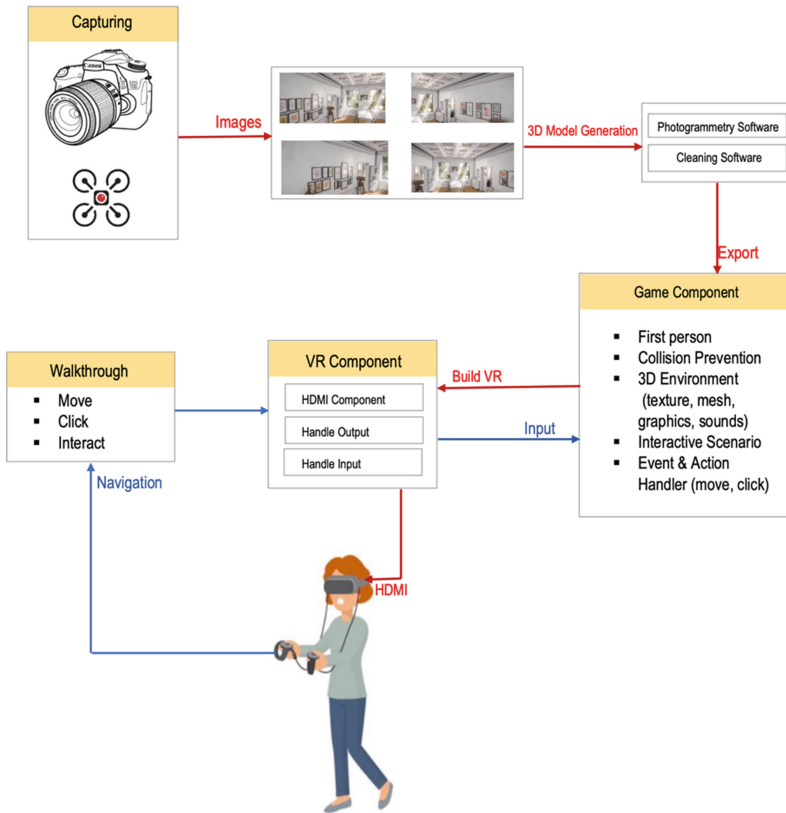 Capturing
Images
3D Model Generation
Photogrammetry Software
Cleaning Software
Export
Game Component
First person
Collision Prevention
3D Environment
(texture, mesh,
graphics, sounds)
Interactive Scenario
Event & Action
Handler (move, click)
Build VR
Input
VR Component
HDMI Component
Handle Output
Handle Input
Walkthrough
Move
Click
Interact
Navigation
HDMI